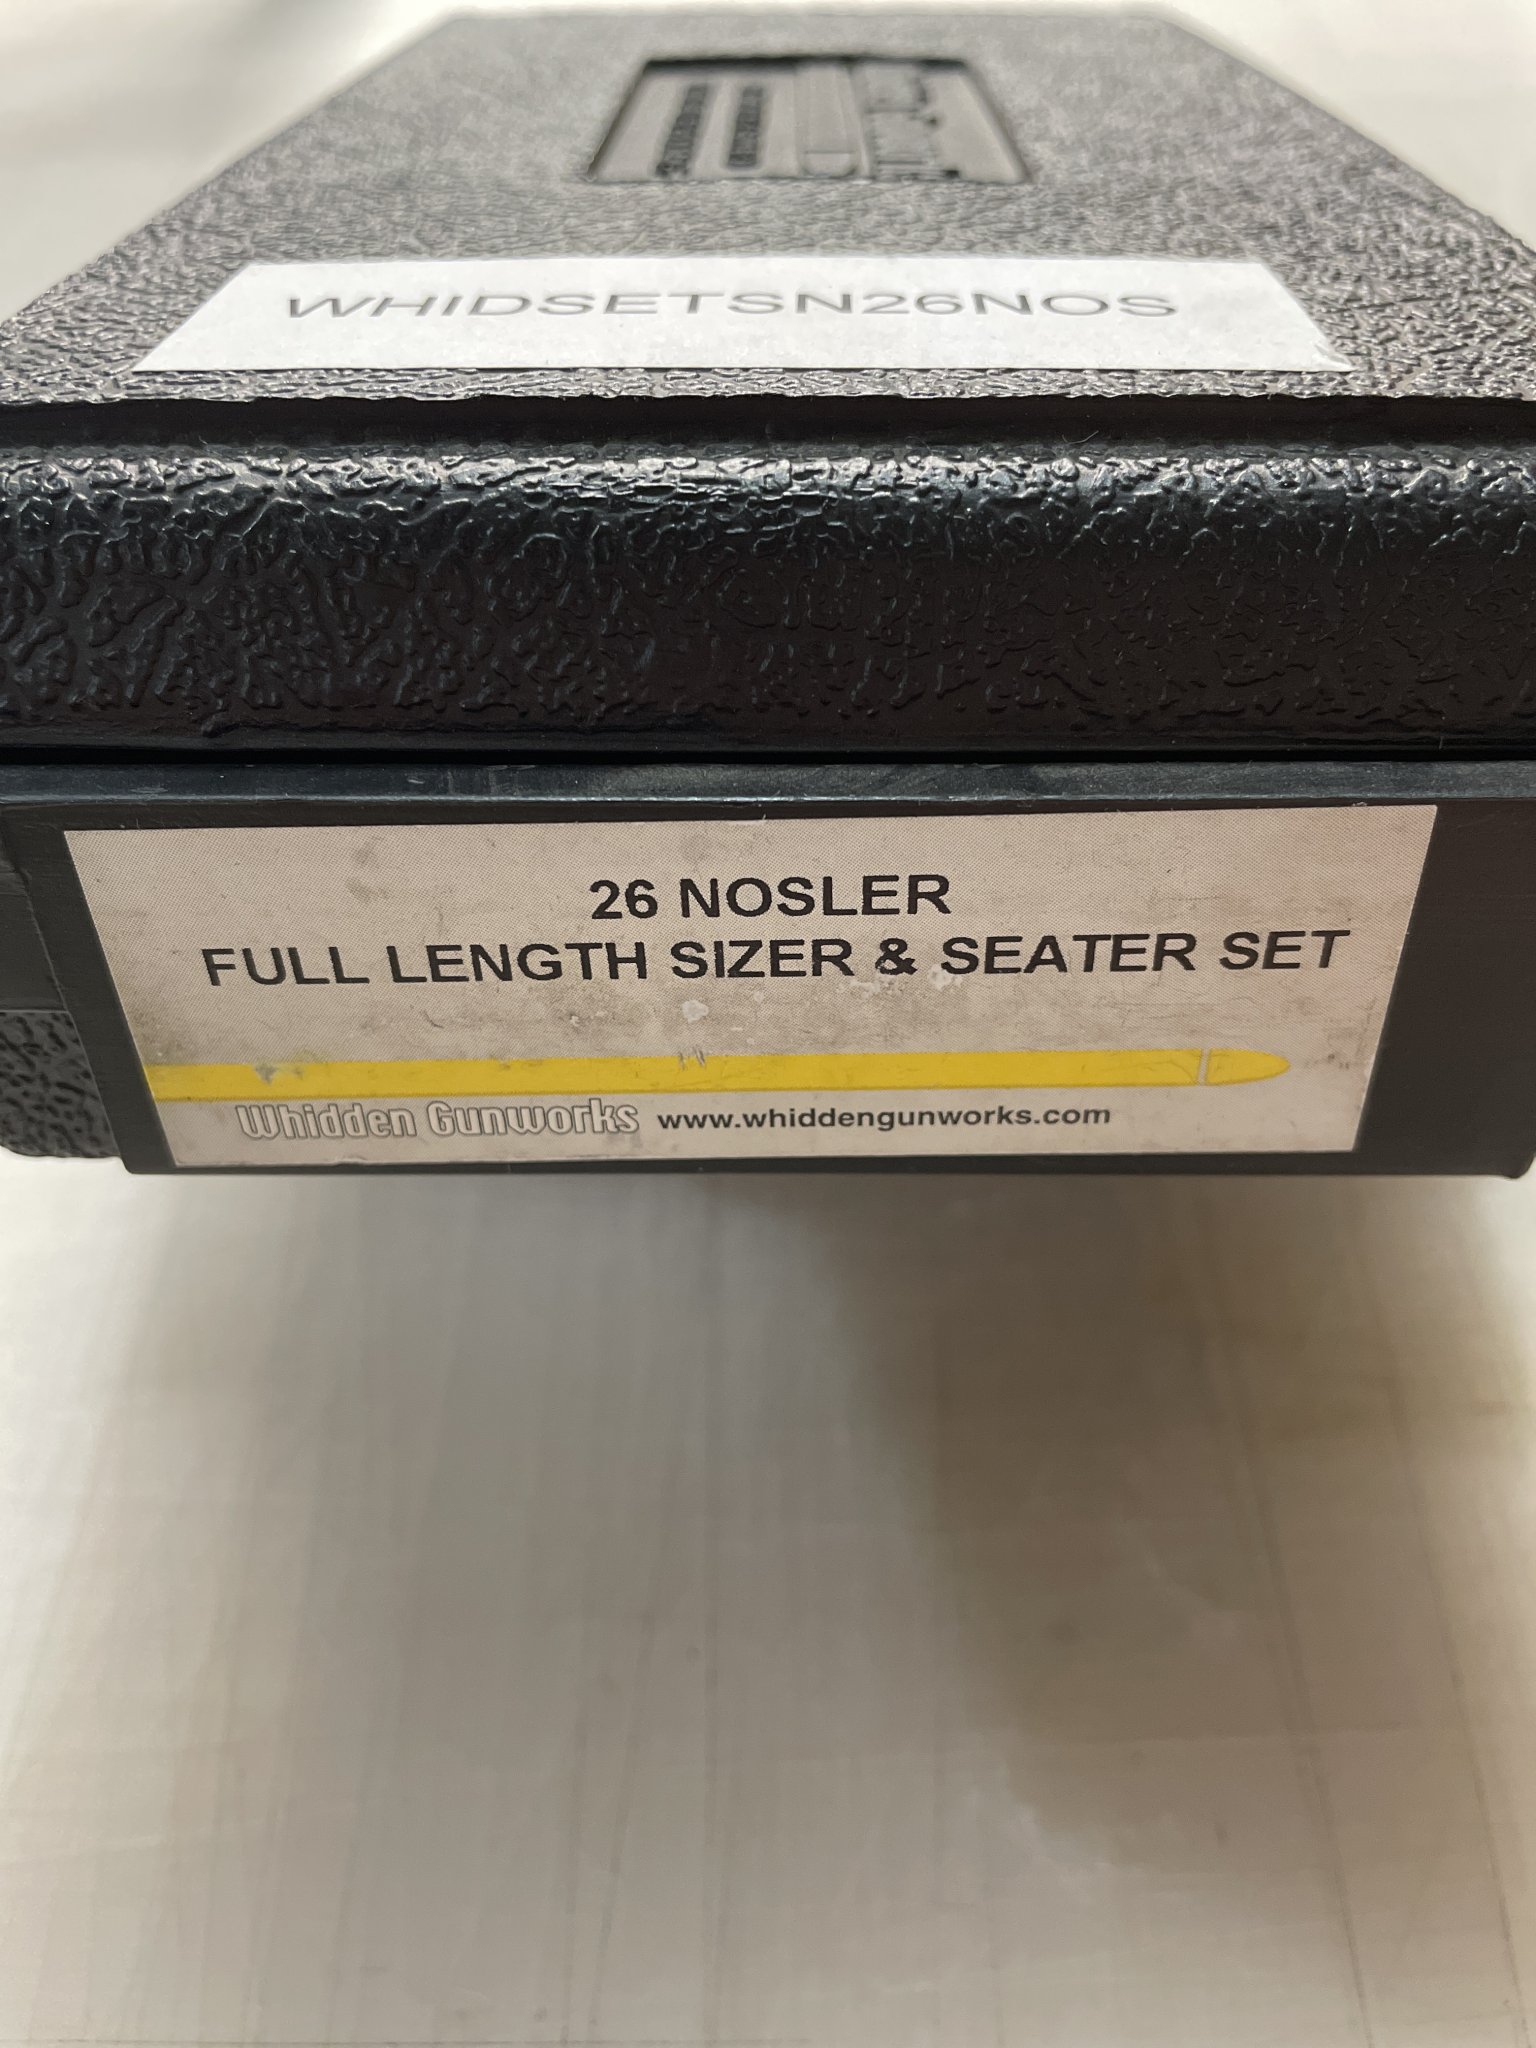 WHIDSETSN26NOS
26 NOSLER
FULL LENGTH SIZER & SEATER SET
Whidden Gunworks www.whiddengunworks.com